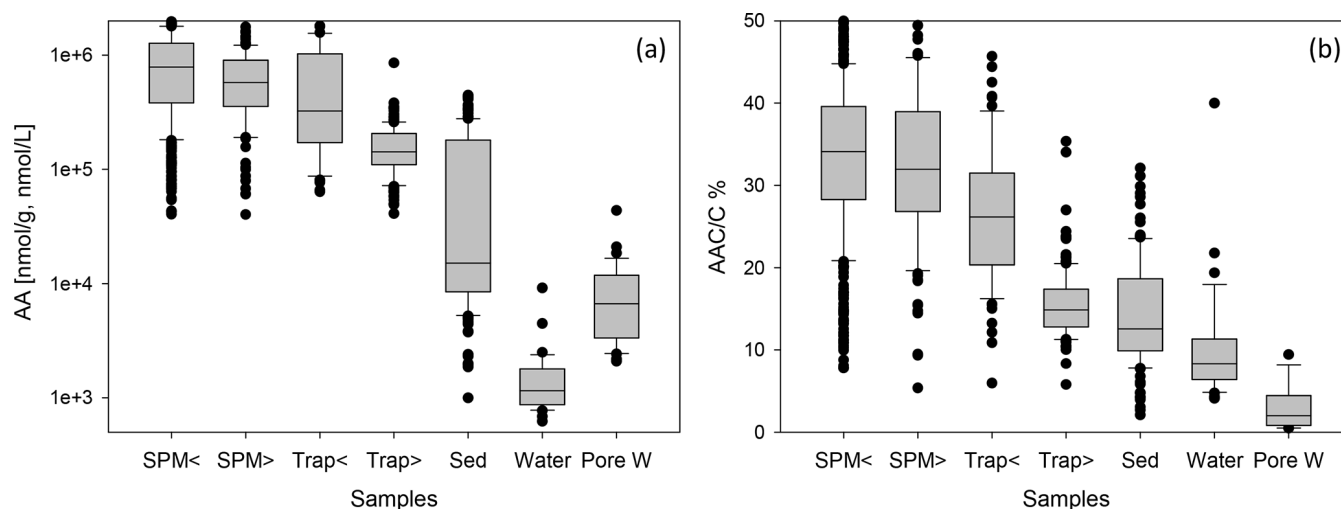 (a)
AA [nmol/g, nmol/L]
1e+6
1e+5
1e+4
1e+3
SPM< SPM> Trap< Trap> Sed Water Pore W
Samples
(b)
AAC/C %
50
40
30
20
10
0
SPM< SPM> Trap< Trap> Sed Water Pore W
Samples